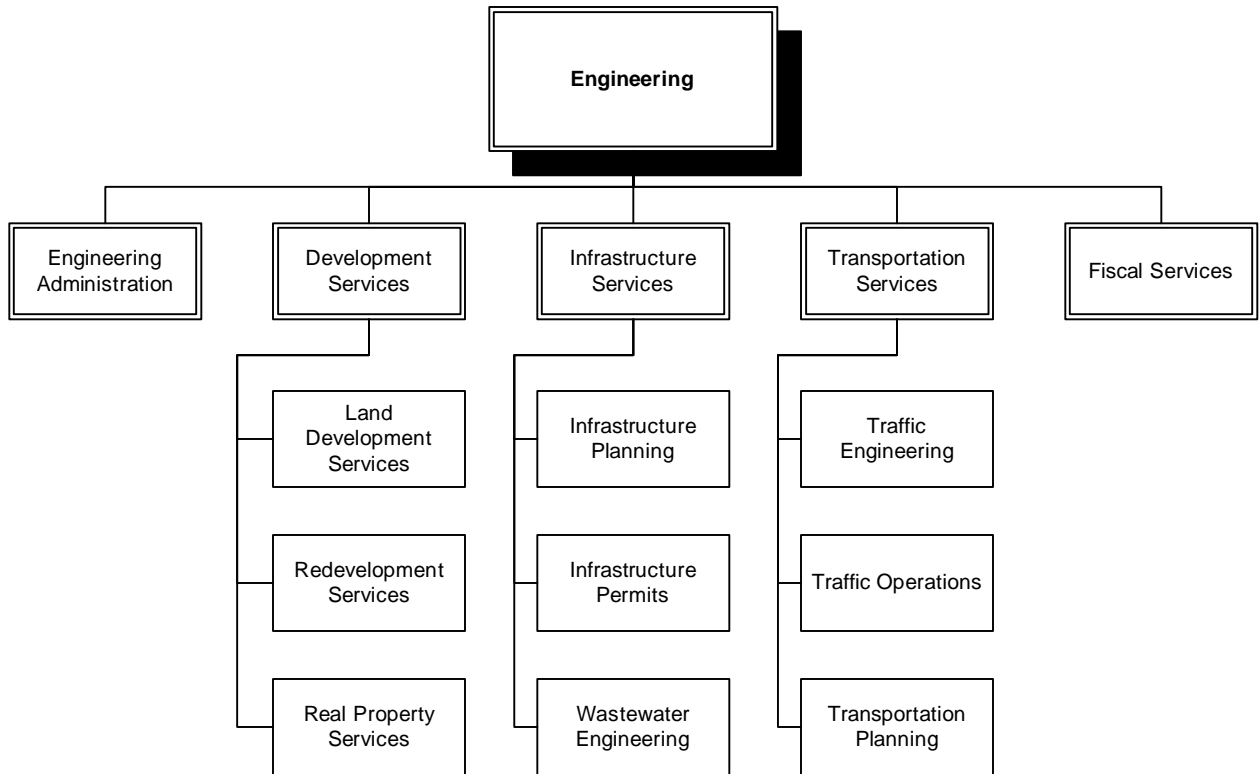 Engineering
Engineering
Administration
Development
Services
Infrastructure
Services
Transportation
Services
Fiscal Services
Land
Development
Services
Infrastructure
Planning
Traffic
Engineering
Redevelopment
Services
Infrastructure
Permits
Traffic Operations
Real Property
Services
Wastewater
Engineering
Transportation
Planning